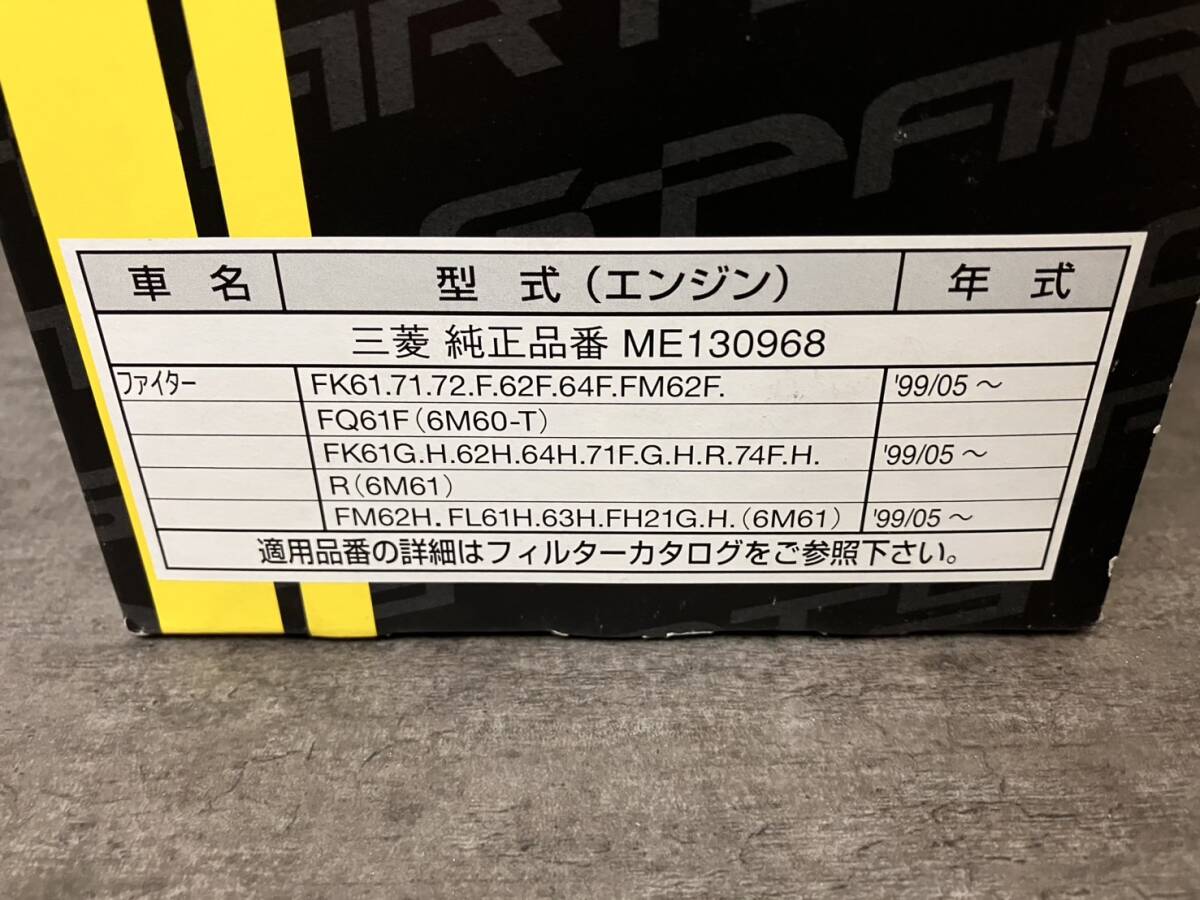 車名 型式(エンジン) 年式
三菱 純正品番 ME130968
ファイター FK61.71.72.F.62F.64F.FM62F. '99/05～
FQ61F(6M60-T)
FK61G.H.62H.64H.71F.G.H.R.74F.H. '99/05～
R(6M61)
FM62H.FL61H.63H.FH21G.H.(6M61) '99/05～
適用品番の詳細はフィルターカタログをご参照下さい。